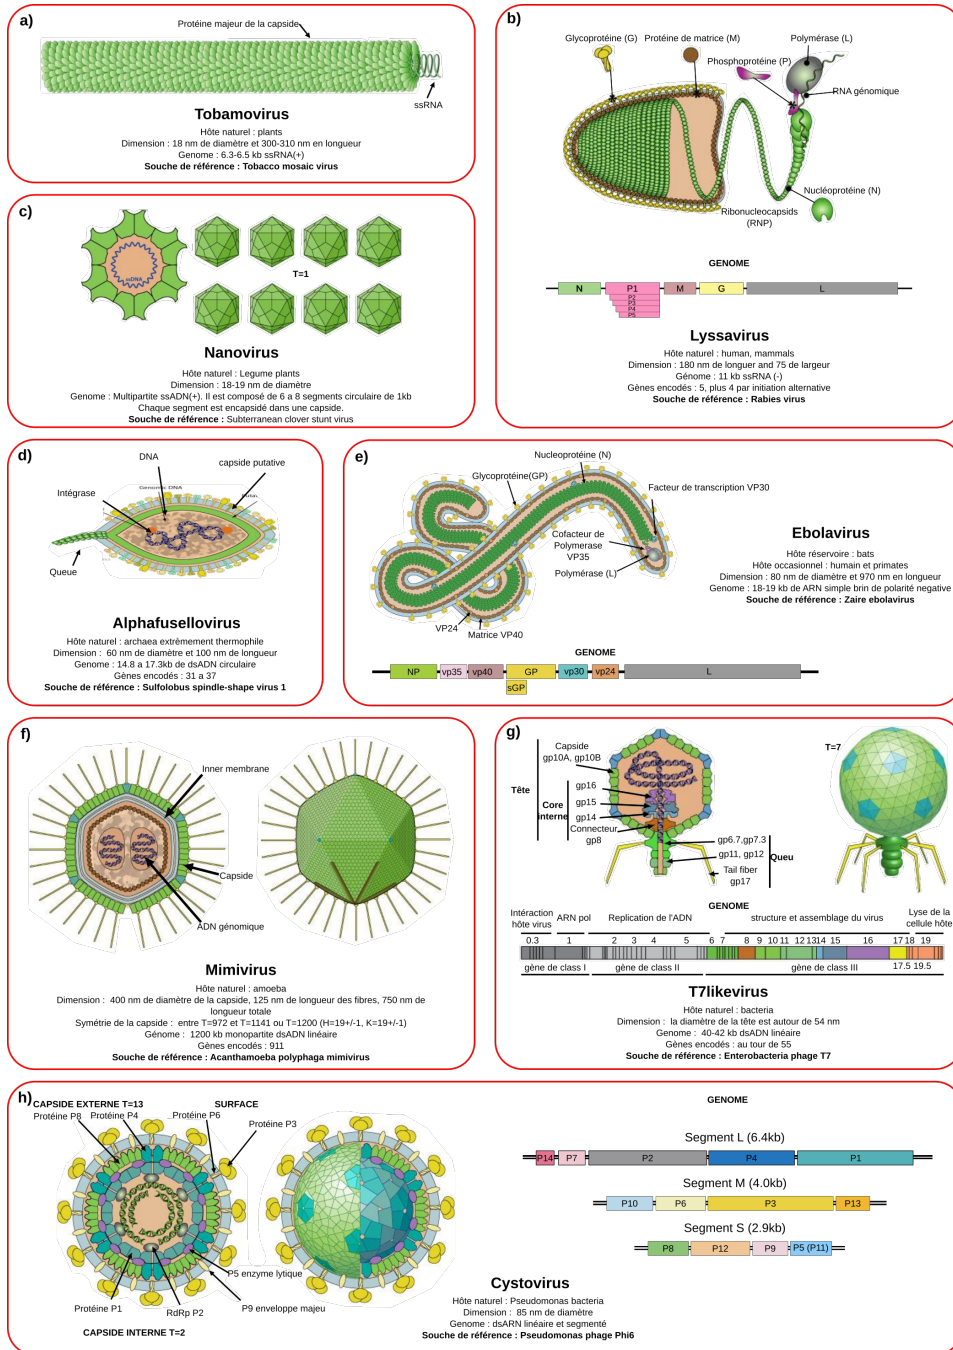 a)
Protéine majeur de la capside
ssRNA
Tobamovirus
Hôte naturel : plants
Dimension : 18 nm de diamètre et 300-310 nm en longueur
Genome : 6.3-6.5 kb ssRNA(+)
Souche de référence : Tobacco mosaic virus
b)
Glycoprotéine (G)
Protéine de matrice (M)
Polymérase (L)
Phosphoprotéine (P)
RNA génomique
Nucléoprotéine (N)
Ribonucleocapsids
(RNP)
GENOME
N
P1
M
G
L
P2
P3
P4
P5
Lyssavirus
Hôte naturel : human, mammals
Dimension : 180 nm de longuer and 75 de largeur
Génome : 11 kb ssRNA (-)
Gènes encodés : 5, plus 4 par initiation alternative
Souche de référence : Rabies virus
c)
ssDNA
T=1
Nanovirus
Hôte naturel : Legume plants
Dimension : 18-19 nm de diamètre
Genome : Multipartite ssADN(+). Il est composé de 6 a 8 segments circulaire de 1kb
Chaque segment est encapsidé dans une capside.
Souche de référence : Subterranean clover stunt virus
d)
DNA
capside putative
Genomic DNA
Intégrase
Queue
Alphafusellovirus
Hôte naturel : archaea extrèmement thermophile
Dimension : 60 nm de diamètre et 100 nm de longueur
Genome : 14.8 a 17.3kb de dsADN circulaire
Gènes encodés : 31 a 37
Souche de référence : Sulfolobus spindle-shape virus 1
e)
Nucleoprotéine (N)
Glycoprotéine(GP)
Facteur de transcription VP30
Cofacteur de
Polymerase
VP35
Polymérase (L)
VP24
Matrice VP40
Ebolavirus
Hôte réservoire : bats
Hôte occasionnel : humain et primates
Dimension : 80 nm de diamètre et 970 nm en longueur
Genome : 18-19 kb de ARN simple brin de polarité negative
Souche de référence : Zaire ebolavirus
GENOME
NP
vp35
vp40
GP
vp30
vp24
L
sGP
f)
Inner membrane
Capside
ADN génomique
Mimivirus
Hôte naturel : amoeba
Dimension : 400 nm de diamètre de la capside, 125 nm de longueur des fibres, 750 nm de
longueur totale
Symétrie de la capside : entre T=972 et T=1141 ou T=1200 (H=19+/-1, K=19+/-1)
Génome : 1200 kb monopartite dsADN linéaire
Gènes encodés : 911
Souche de référence : Acanthamoeba polyphaga mimivirus
g)
Capside
gp10A, gp10B
Tête
gp16
Core
interne
gp15
gp14
Connecteur
gp8
gp6.7,gp7.3
gp11, gp12
Queu
Tail fiber
gp17
T=7
GENOME
Intéraction
hôte virus
ARN pol
Replication de l'ADN
structure et assemblage du virus
Lyse de la
cellule hôte
0.3 1 2 3 4 5 6 7 8 9 10 11 12 1314 15 16 17 18 19
gène de class I
gène de class II
gène de class III
17.5 19.5
T7likevirus
Hôte naturel : bacteria
Dimension : la diamètre de la tête est autour de 54 nm
Genome : 40-42 kb dsADN linéaire
Gènes encodés : au tour de 55
Souche de référence : Enterobacteria phage T7
h)
CAPSIDE EXTERNE T=13
SURFACE
Protéine P8
Protéine P4
Protéine P6
Protéine P3
P5 enzyme lytique
Protéine P1
RdRp P2
P9 enveloppe majeu
CAPSIDE INTERNE T=2
GENOME
Segment L (6.4kb)
P14
P7
P2
P4
P1
Segment M (4.0kb)
P10
P6
P3
P13
Segment S (2.9kb)
P8
P12
P9
P5 (P11)
Cystovirus
Hôte naturel : Pseudomonas bacteria
Dimension : 85 nm de diamètre
Genome : dsARN linéaire et segmenté
Souche de référence : Pseudomonas phage Phi6